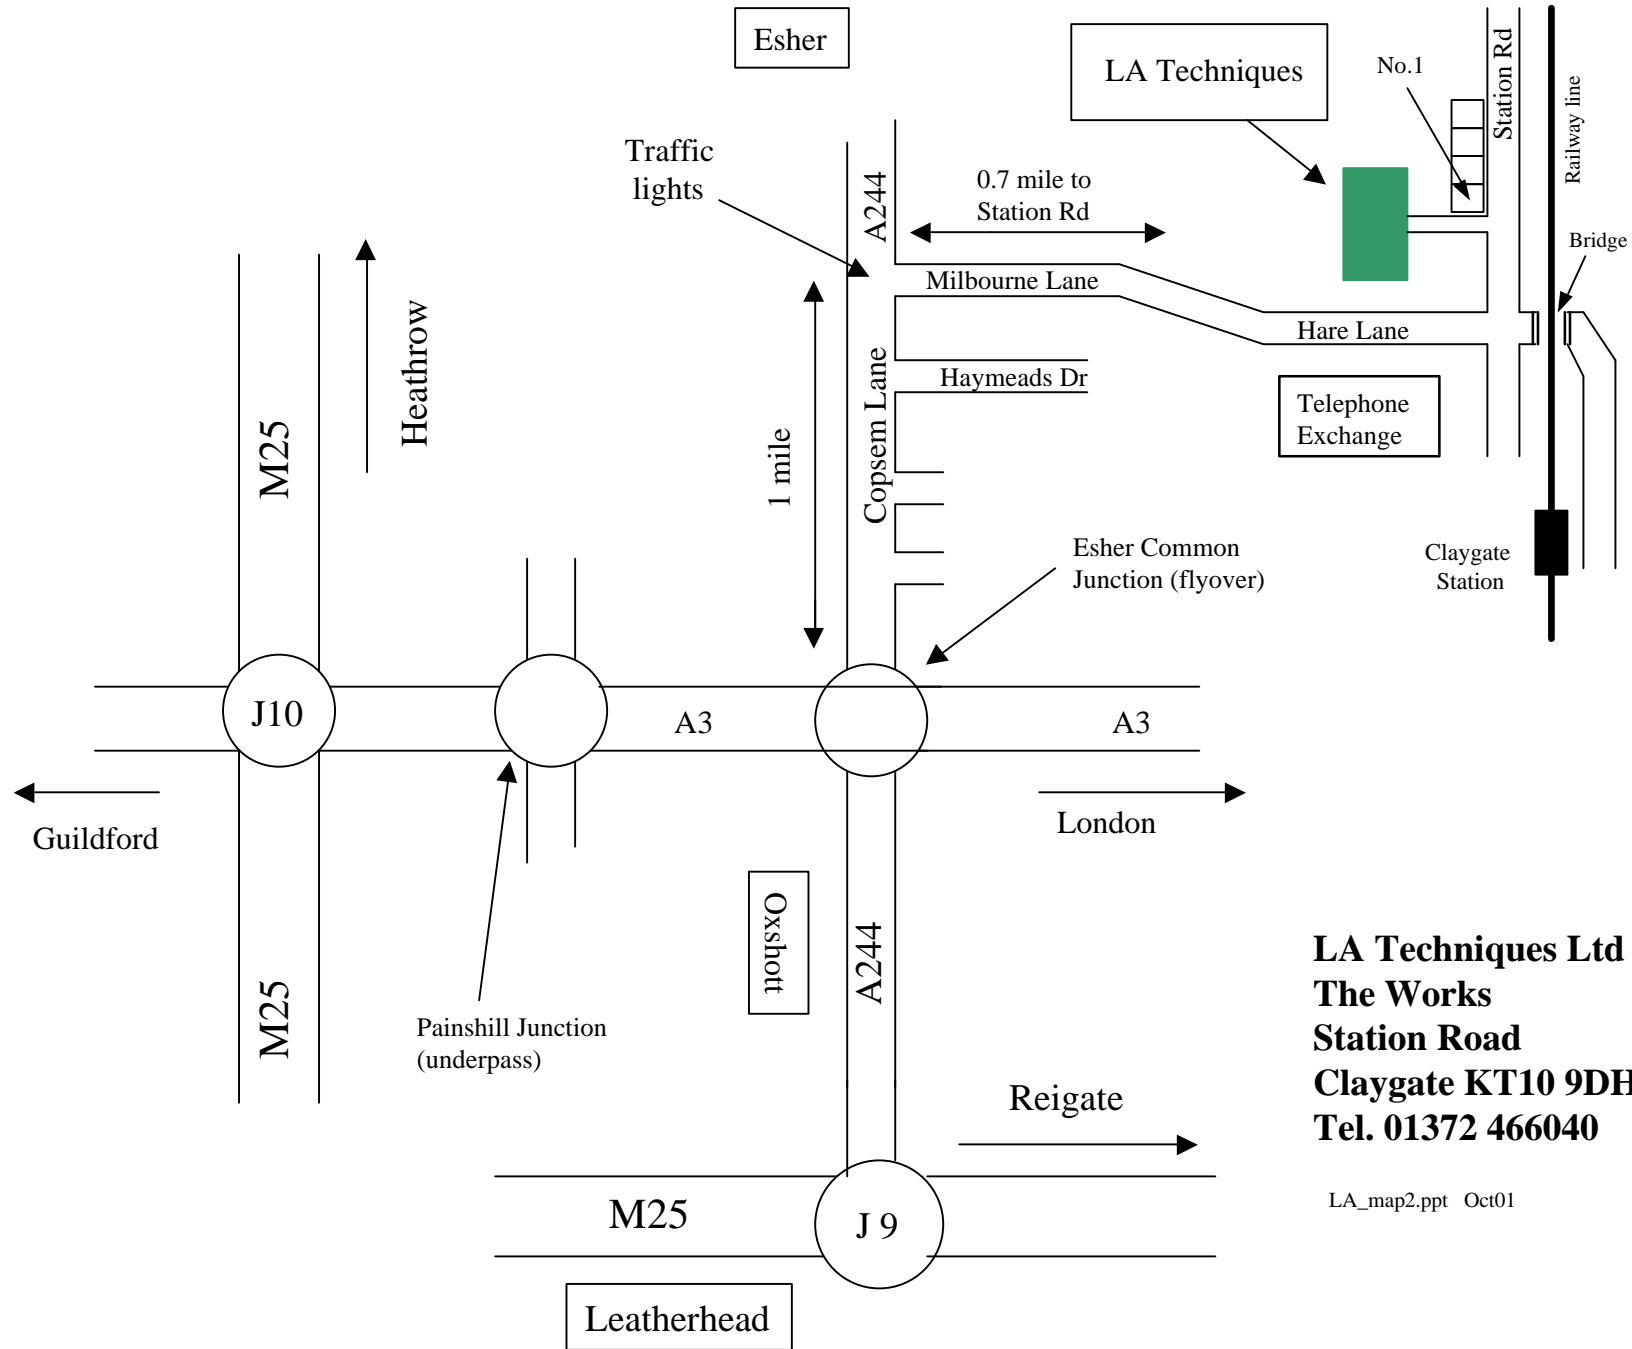 Esher
LA Techniques
No.1
Station Rd
Railway line
Traffic
lights
A244
0.7 mile to
Station Rd
Bridge
Milbourne Lane
Hare Lane
Heathrow
M25
Copsem Lane
1 mile
Haymeads Dr
Telephone
Exchange
Esher Common
Junction (flyover)
Claygate
Station
J10
A3
A3
Guildford
London
Oxshott
A244
M25
Painshill Junction
(underpass)
LA Techniques Ltd
The Works
Station Road
Claygate KT10 9DH
Tel. 01372 466040
Reigate
LA_map2.ppt Oct01
M25
J 9
Leatherhead